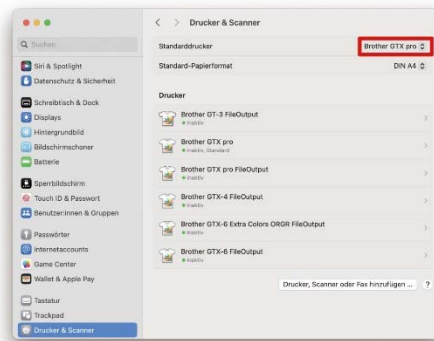 Drucker & Scanner
Suchen
Siri & Spotlight
Datenschutz & Sicherheit
Schreibtisch & Dock
Displays
Hintergrundbild
Bildschirmschoner
Batterie
Sperrbildschirm
Touch ID & Passwort
Benutzer:innen & Gruppen
Passwörter
Internetaccounts
Game Center
Wallet & Apple Pay
Tastatur
Trackpad
Drucker & Scanner
Standarddrucker
Brother GTX pro
Standard-Papierformat
DIN A4
Drucker
Brother GT-3 FileOutput
Inaktiv
Brother GTX pro
Inaktiv, Standard
Brother GTX pro FileOutput
Inaktiv
Brother GTX-4 FileOutput
Inaktiv
Brother GTX-6 Extra Colors ORGR FileOutput
Inaktiv
Brother GTX-6 FileOutput
Inaktiv
Drucker, Scanner oder Fax hinzufügen ...
?